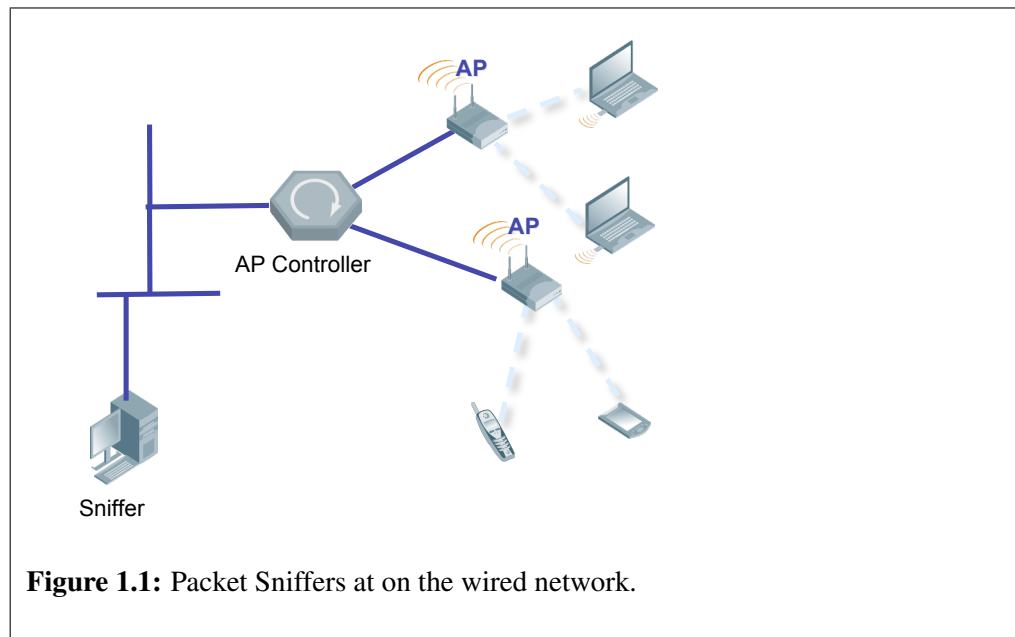 AP
AP
AP Controller
Sniffer
Figure 1.1: Packet Sniffers at on the wired network.